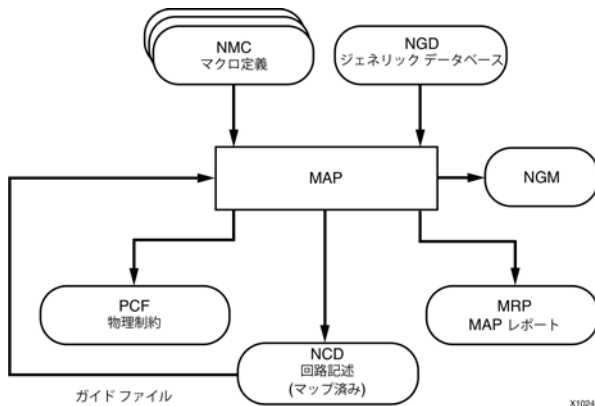 NMC
マクロ定義
NGD
ジェネリック データベース
MAP
NGM
PCF
物理制約
MRP
MAP レポート
NCD
回路記述
(マップ済み)
ガイド ファイル
X1024